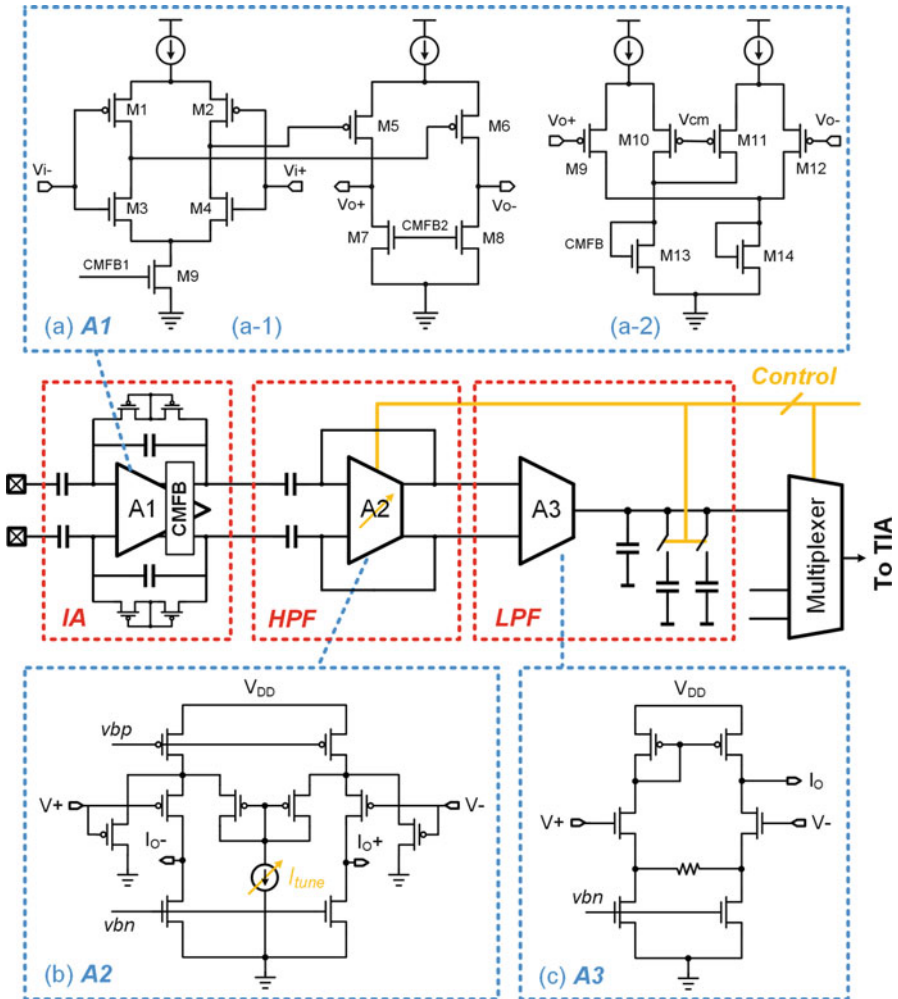 M1
M2
M5
M6
Vo+
M9
M10
Vcm
M11
Vo-
M12
Vi-
Vi+
M3
M4
Vo+
Vo-
M7
CMFB2
M8
CMFB
M13
M14
CMFB1
M9
(a) A1
(a-1)
(a-2)
Control
A1
CMFB
A2
A3
Multiplexer
To TIA
IA
HPF
LPF
VDD
vbp
V+
V-
IO-
IO+
Itune
vbn
(b) A2
VDD
IO
V+
V-
vbn
(c) A3